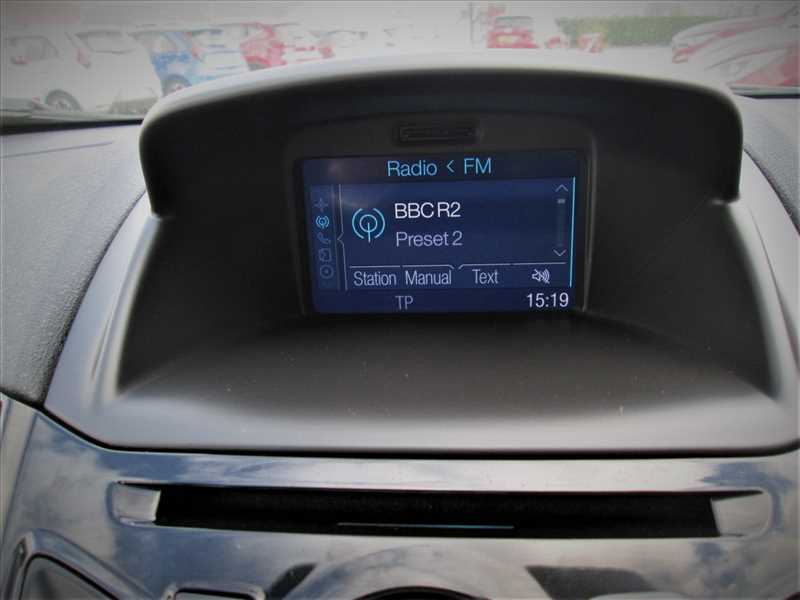 Radio < FM
BBC R2
Preset 2
Station Manual Text
TP 15:19